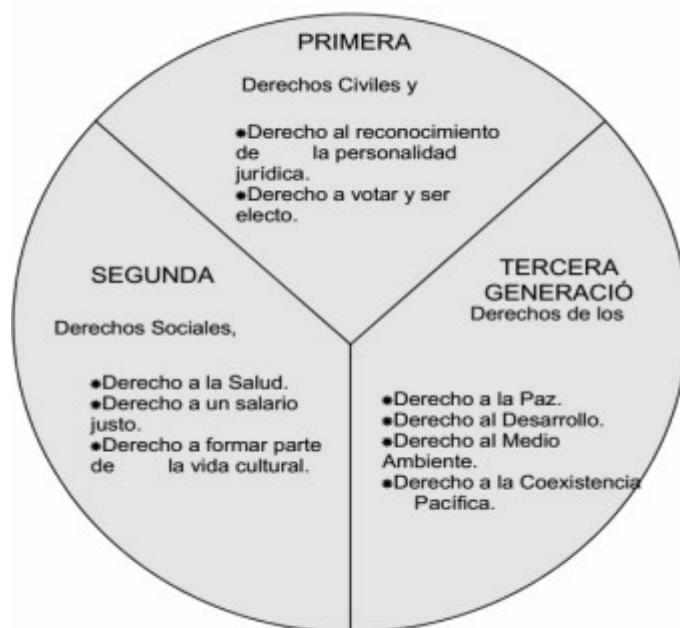 PRIMERA
Derechos Civiles y
●Derecho al reconocimiento
de la personalidad
jurídica.
●Derecho a votar y ser
electo.
SEGUNDA
Derechos Sociales,
●Derecho a la Salud.
●Derecho a un salario
justo.
●Derecho a formar parte
de la vida cultural.
TERCERA
GENERACIÓ
Derechos de los
●Derecho a la Paz.
●Derecho al Desarrollo.
●Derecho al Medio
Ambiente.
●Derecho a la Coexistencia
Pacífica.